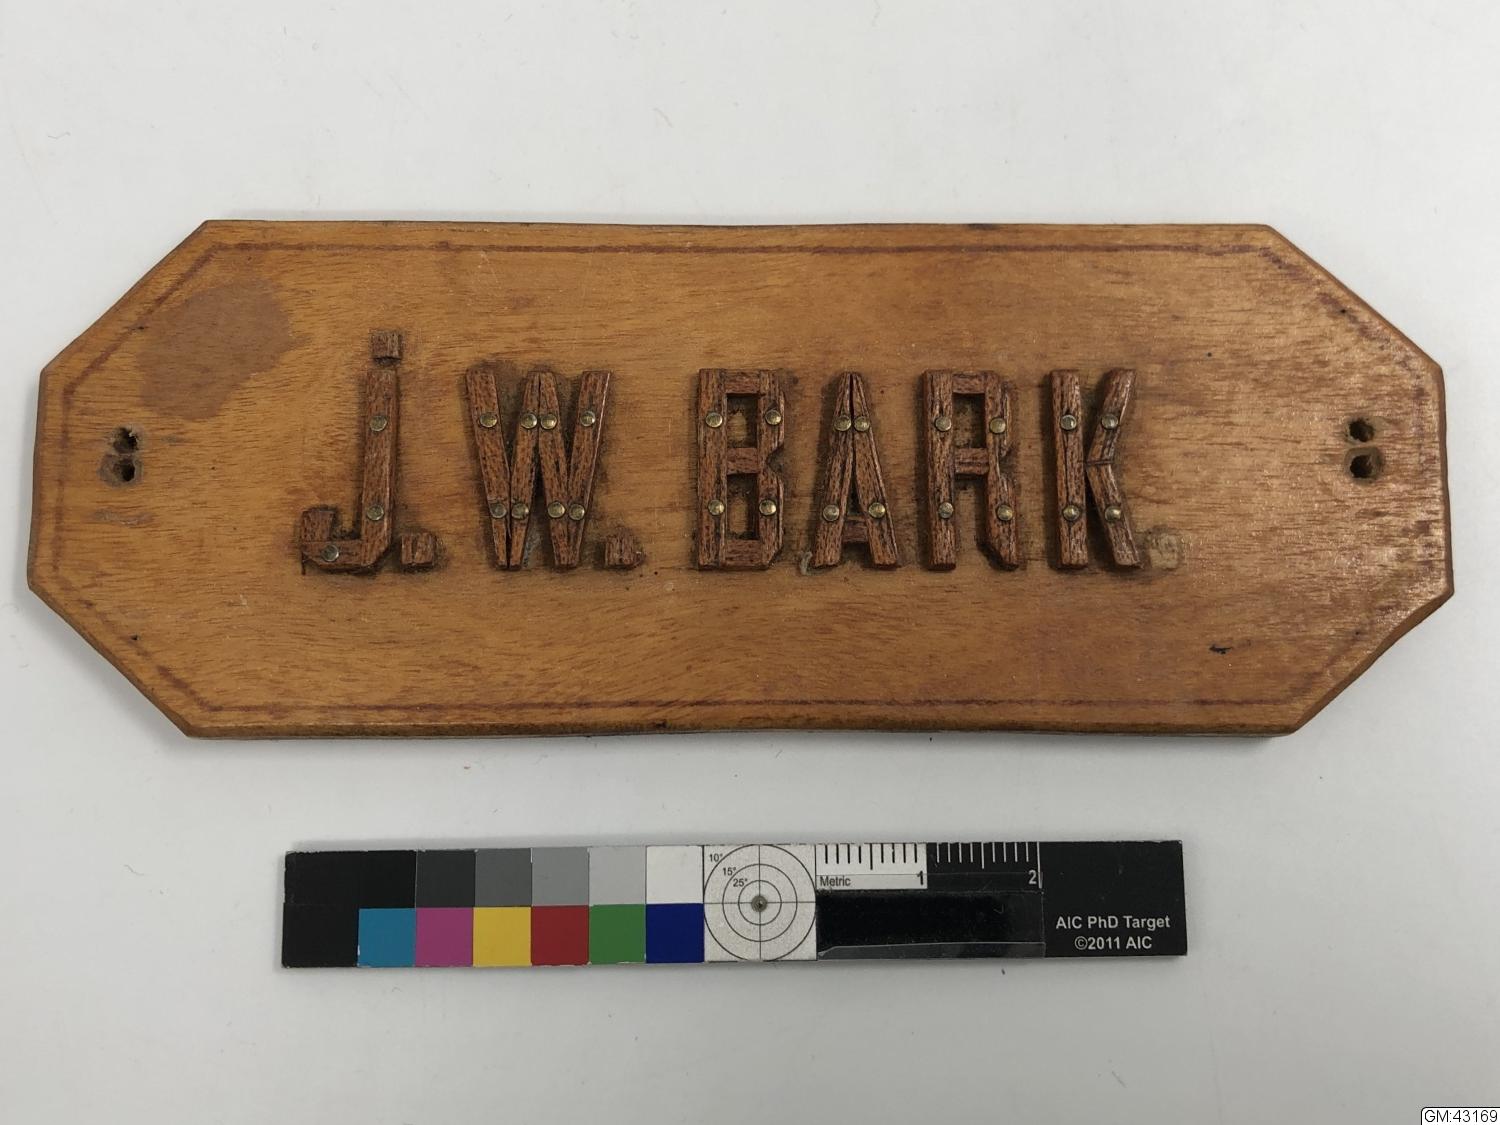 j.W. BARK
10°
15°
25°
Metric 1 2
AIC PhD Target
©2011 AIC
GM:43169